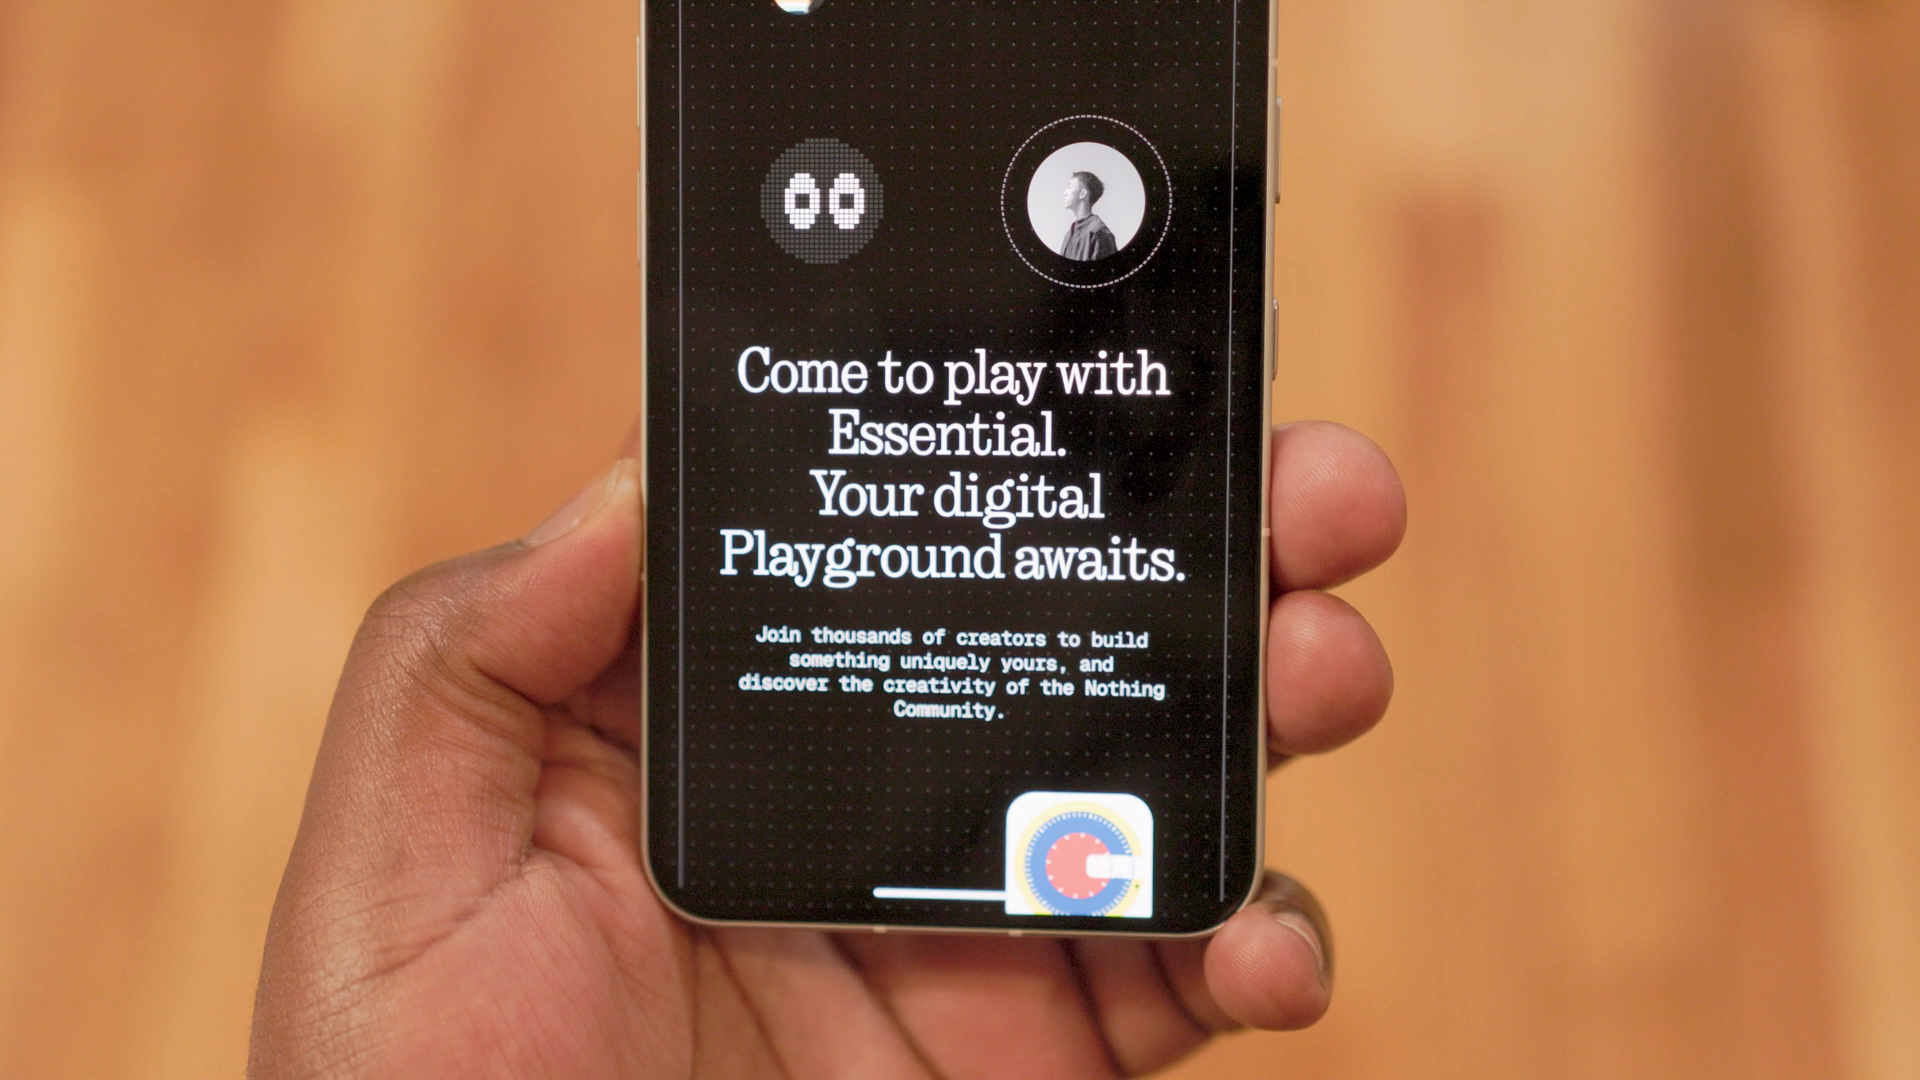 Come to play with
Essential.
Your digital
Playground awaits.
Join thousands of creators to build
something uniquely yours, and
discover the creativity of the Nothing
Community.